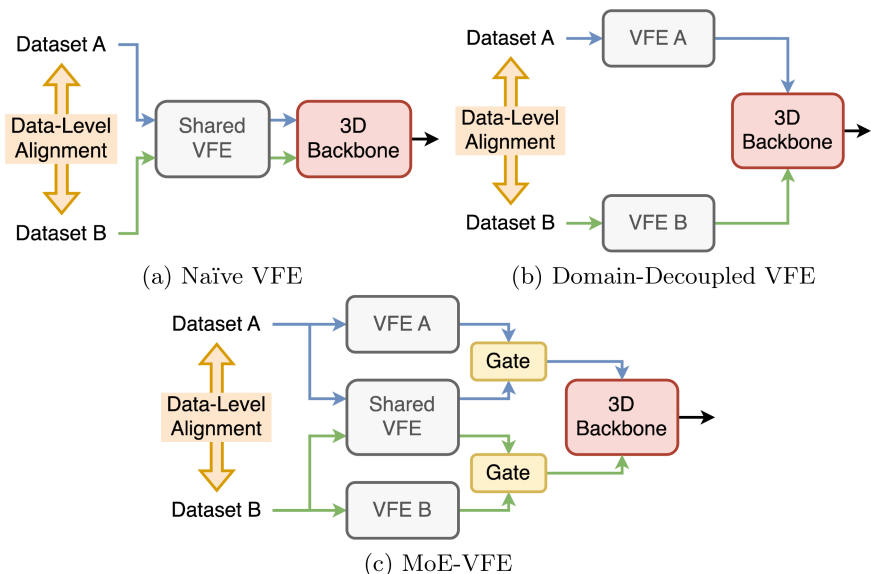 Dataset A
Data-Level
Alignment
Dataset B
Shared
VFE
3D
Backbone
(a) Naïve VFE
Dataset A
VFE A
Data-Level
Alignment
3D
Backbone
Dataset B
VFE B
(b) Domain-Decoupled VFE
Dataset A
VFE A
Gate
Data-Level
Alignment
Shared
VFE
3D
Backbone
Gate
Dataset B
VFE B
(c) MoE-VFE